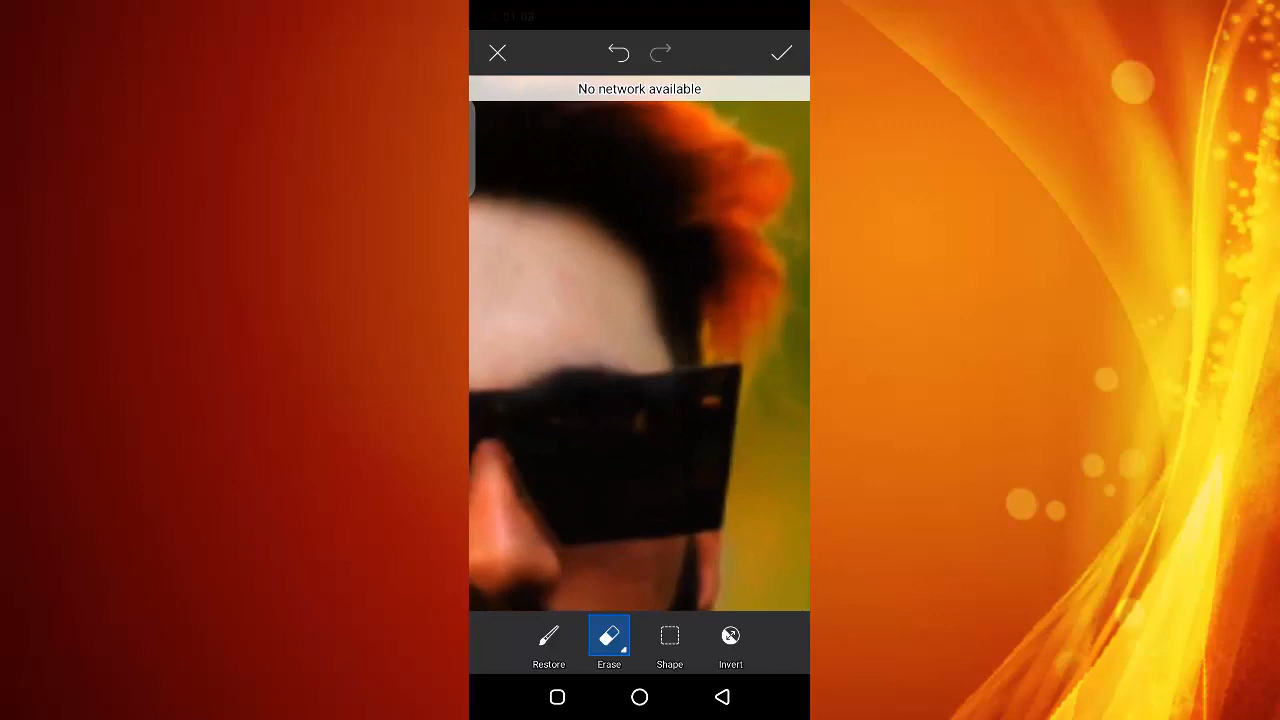 No network available
Restore
Erase
Shape
Invert